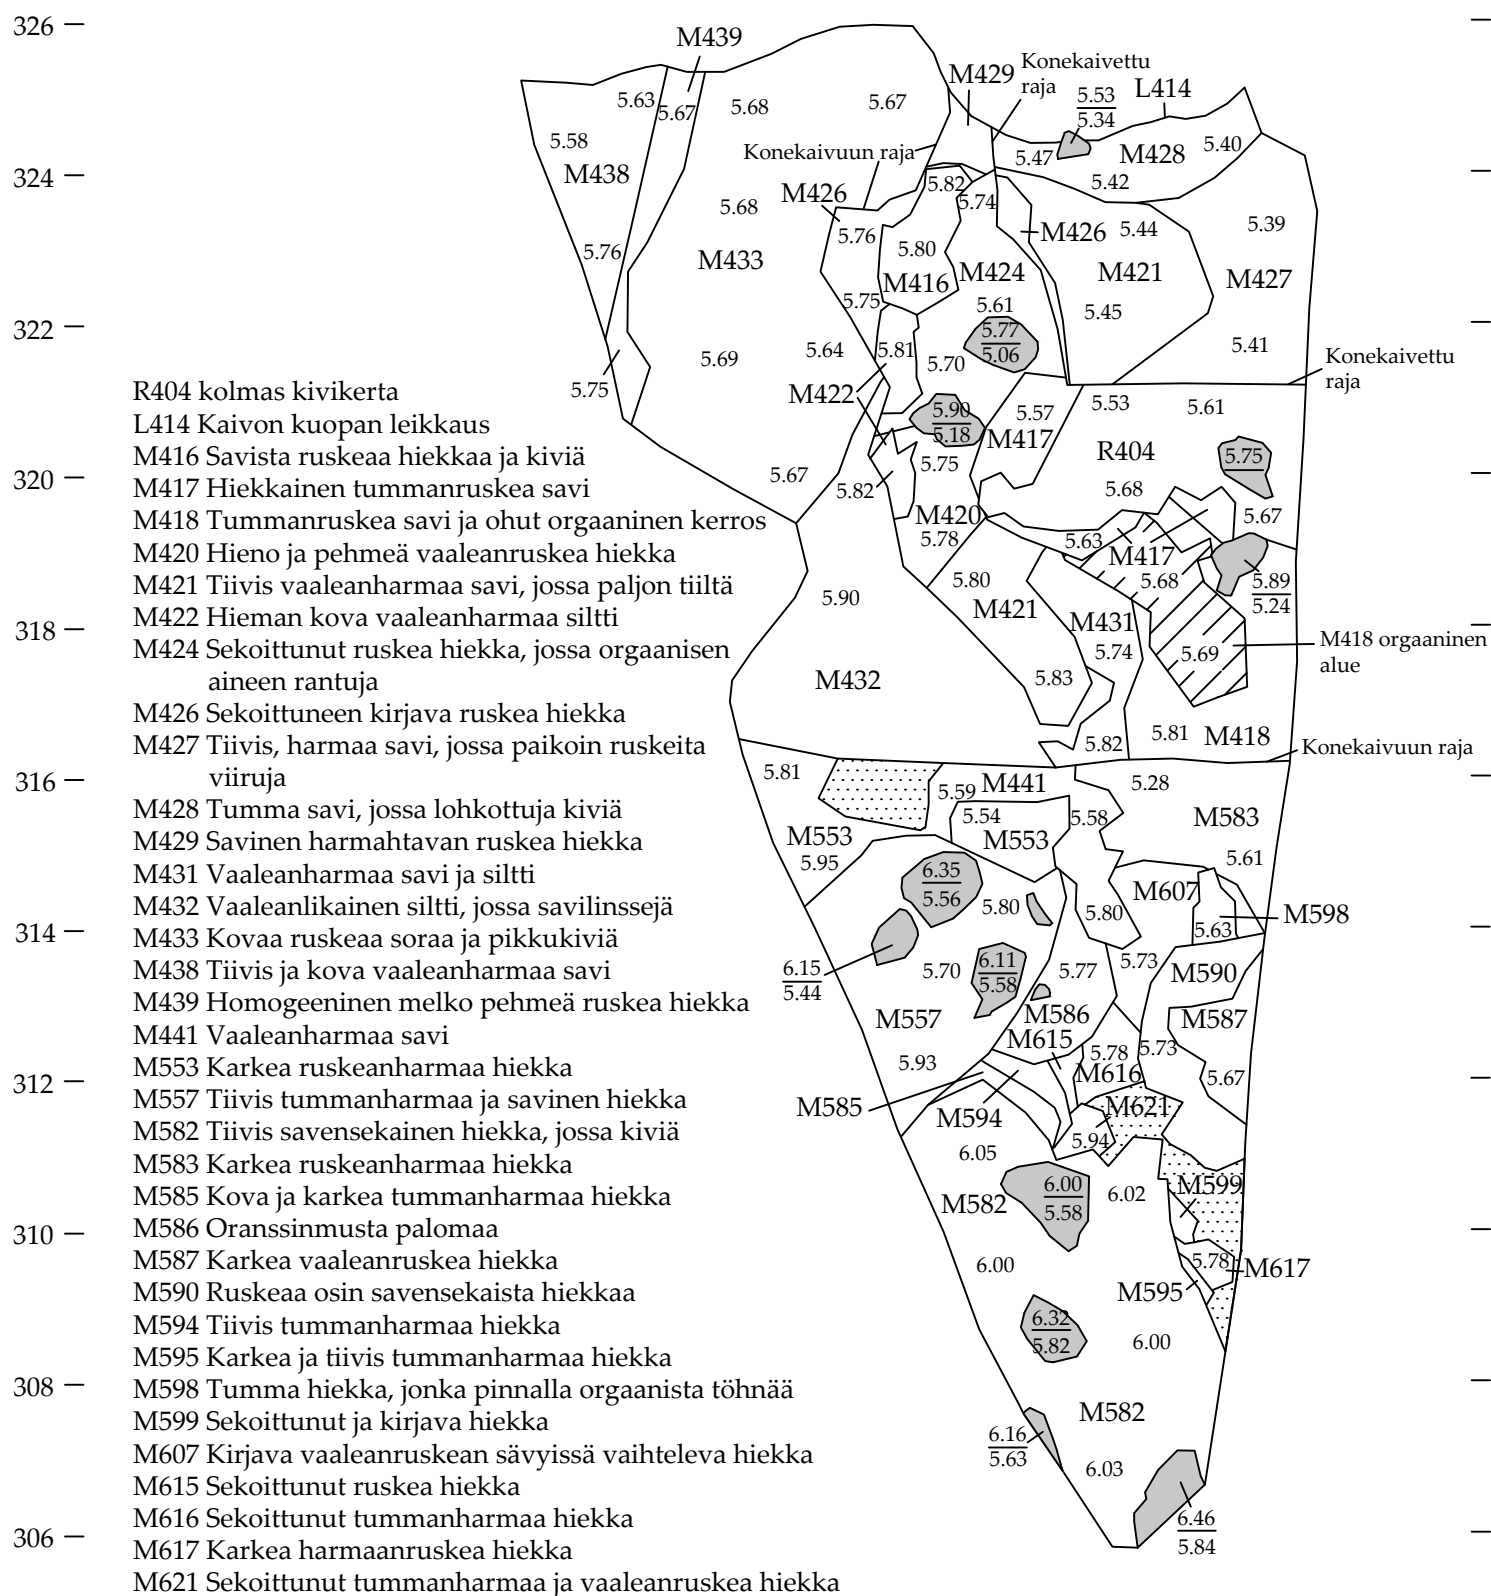 326
M439
Konekaivettu
raja
M429
L414
5.53
5.34
5.63
5.67
5.68
5.67
5.58
Konekaivuun raja
5.47
M428
5.40
324
M438
M426
5.82
5.74
5.42
5.68
5.76
M426
5.44
5.39
5.76
M433
5.80
M416
M424
M421
M427
5.75
5.61
5.45
322
5.77
5.06
5.81
5.70
5.69
5.64
5.41
Konekaivettu
raja
5.75
M422
5.90
5.18
5.57
M417
5.53
5.61
R404
5.75
320
5.67
5.82
5.75
5.68
5.67
M420
5.78
5.63
M417
5.80
5.68
5.89
5.24
5.90
M421
M431
318
5.74
5.69
M418 orgaaninen
alue
M432
5.83
5.82
5.81
M418
Konekaivuun raja
316
5.81
5.59
M441
5.28
5.54
5.58
M583
M553
M553
5.95
5.61
6.35
5.56
5.80
5.80
M607
M598
314
5.63
6.15
5.44
5.70
6.11
5.58
5.77
5.73
M590
M557
M586
M587
M615
5.93
5.78
5.73
312
M616
5.67
M585
M594
M621
5.94
6.05
M582
6.00
5.58
6.02
M599
310
6.00
5.78
M617
M595
6.32
5.82
6.00
308
M582
6.16
5.63
6.03
6.46
5.84
306
R404 kolmas kivikerta
L414 Kaivon kuopan leikkaus
M416 Savista ruskeaa hiekkaa ja kiviä
M417 Hiekkainen tummanruskea savi
M418 Tummanruskea savi ja ohut orgaaninen kerros
M420 Hieno ja pehmeä vaaleanruskea hiekka
M421 Tiivis vaaleanharmaa savi, jossa paljon tiiltä
M422 Hieman kova vaaleanharmaa siltti
M424 Sekoittunut ruskea hiekka, jossa orgaanisen
aineen rantuja
M426 Sekoittuneen kirjava ruskea hiekka
M427 Tiivis, harmaa savi, jossa paikoin ruskeita
viiruja
M428 Tumma savi, jossa lohkottuja kiviä
M429 Savinen harmahtavan ruskea hiekka
M431 Vaaleanharmaa savi ja siltti
M432 Vaaleanlikainen siltti, jossa savilinssejä
M433 Kovaa ruskeaa soraa ja pikkukiviä
M438 Tiivis ja kova vaaleanharmaa savi
M439 Homogeeninen melko pehmeä ruskea hiekka
M441 Vaaleanharmaa savi
M553 Karkea ruskeanharmaa hiekka
M557 Tiivis tummanharmaa ja savinen hiekka
M582 Tiivis savensekainen hiekka, jossa kiviä
M583 Karkea ruskeanharmaa hiekka
M585 Kova ja karkea tummanharmaa hiekka
M586 Oranssinmusta palomaa
M587 Karkea vaaleanruskea hiekka
M590 Ruskeaa osin savensekaista hiekkaa
M594 Tiivis tummanharmaa hiekka
M595 Karkea ja tiivis tummanharmaa hiekka
M598 Tumma hiekka, jonka pinnalla orgaanista töhnää
M599 Sekoittunut ja kirjava hiekka
M607 Kirjava vaaleanruskean sävyissä vaihteleva hiekka
M615 Sekoittunut ruskea hiekka
M616 Sekoittunut tummanharmaa hiekka
M617 Karkea harmaanruskea hiekka
M621 Sekoittunut tummanharmaa ja vaaleanruskea hiekka